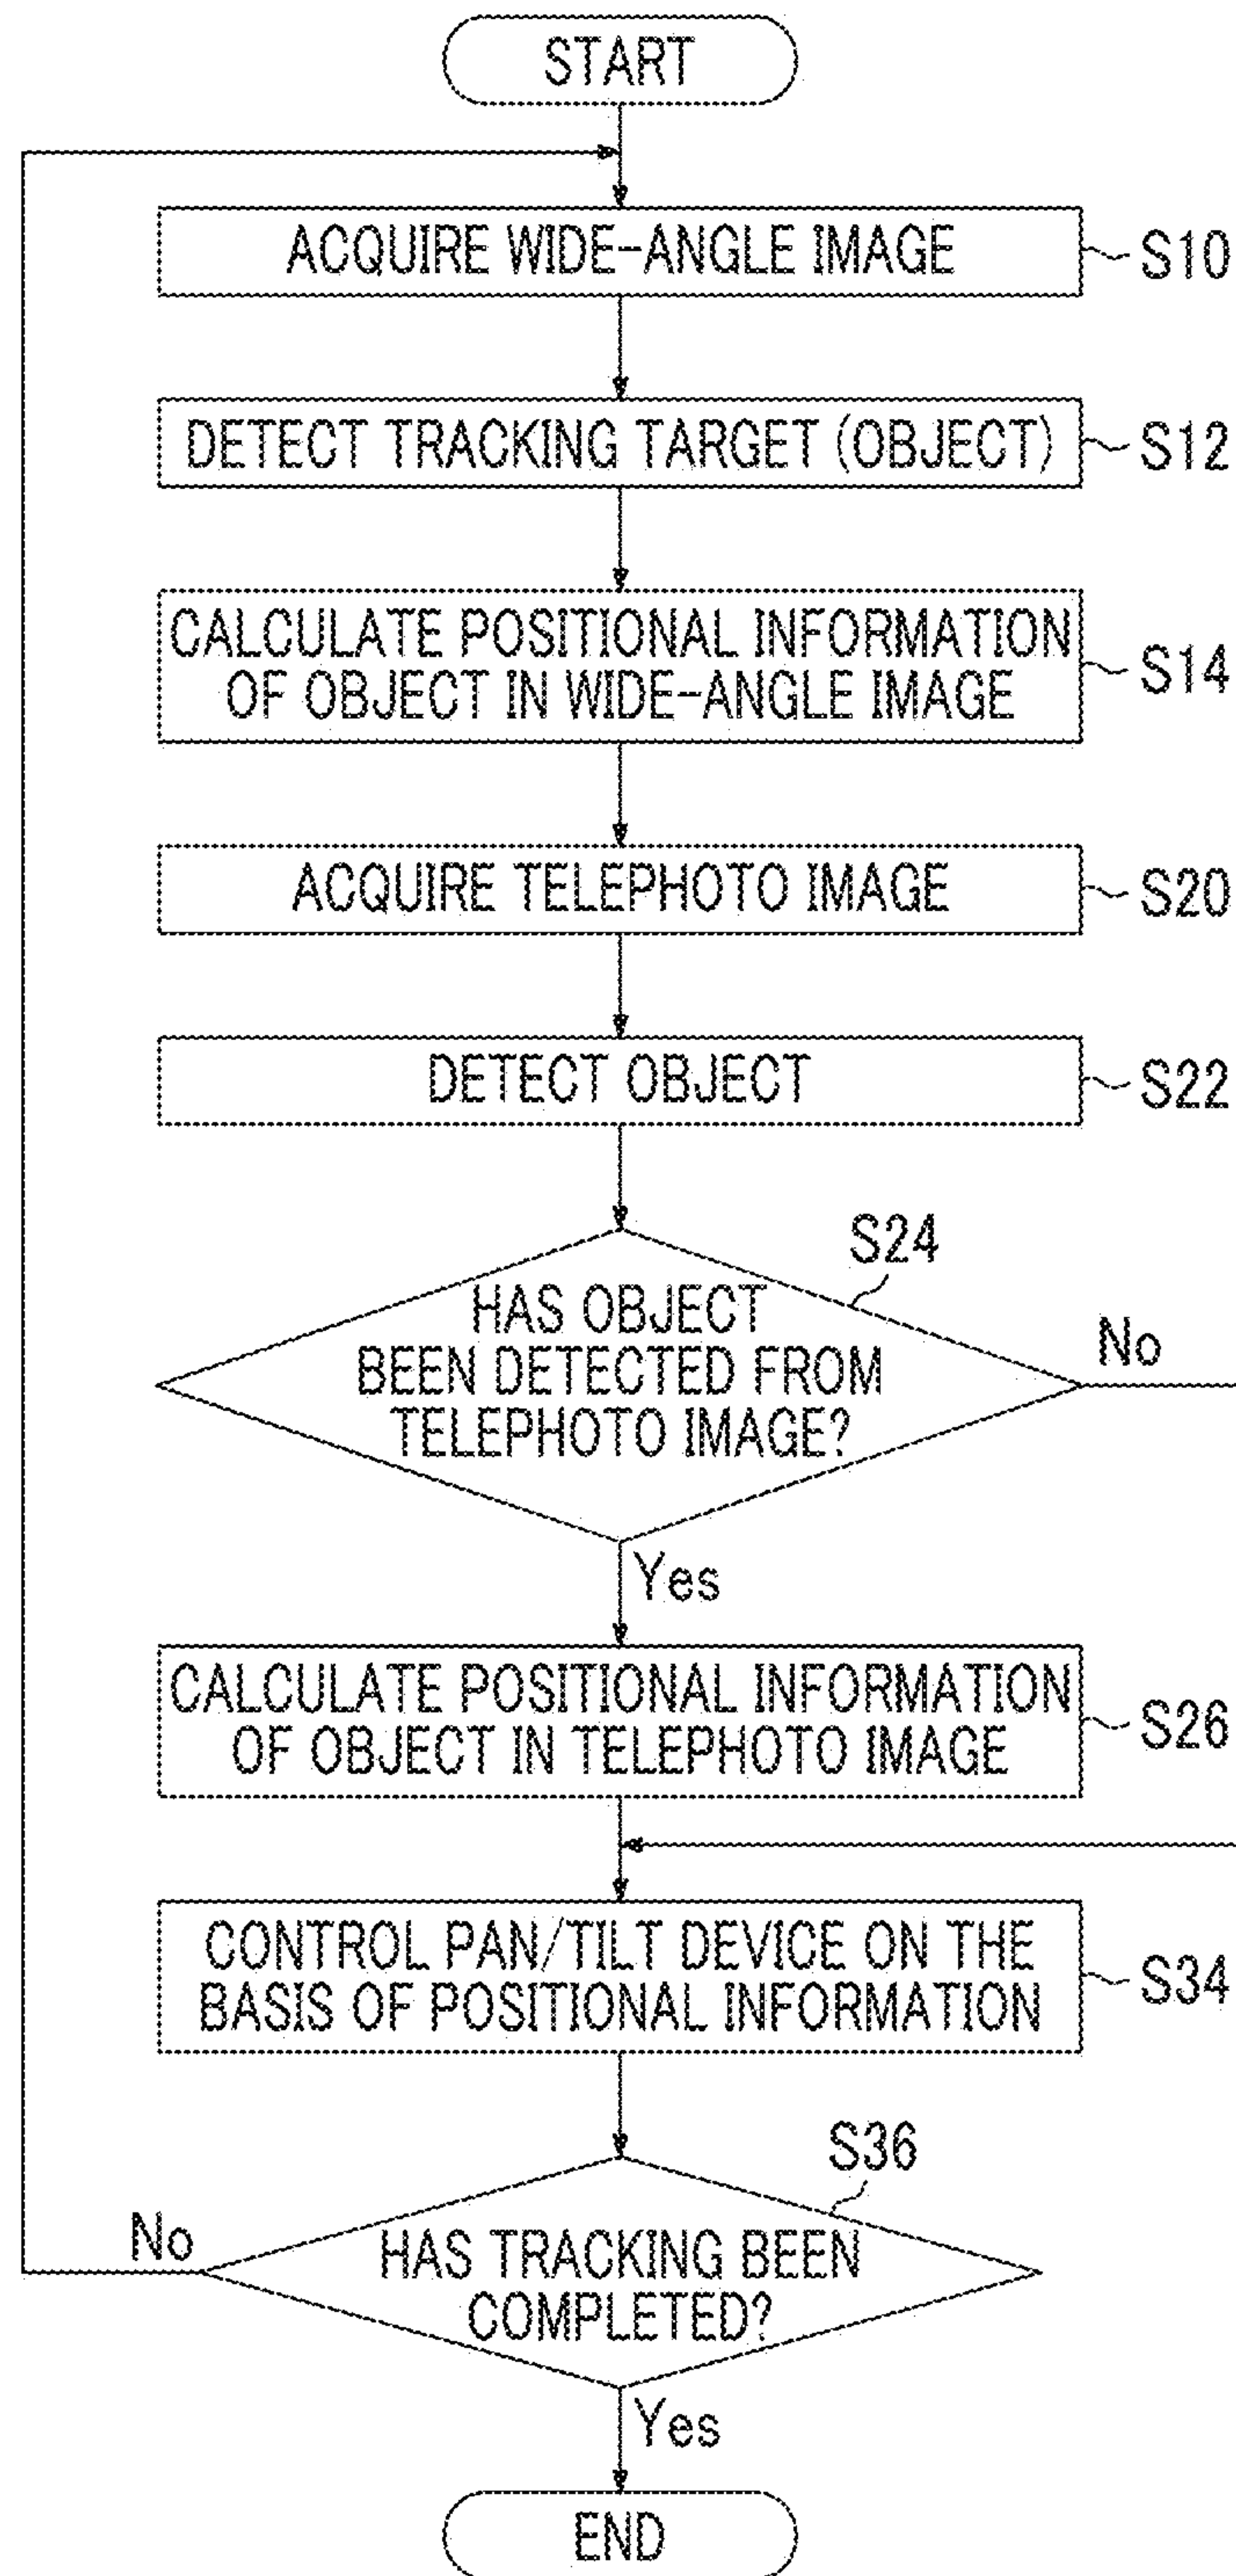 START
ACQUIRE WIDE-ANGLE IMAGE
S10
DETECT TRACKING TARGET (OBJECT)
S12
CALCULATE POSITIONAL INFORMATION
OF OBJECT IN WIDE-ANGLE IMAGE
S14
ACQUIRE TELEPHOTO IMAGE
S20
DETECT OBJECT
S22
S24
HAS OBJECT
BEEN DETECTED FROM
TELEPHOTO IMAGE?
No
Yes
CALCULATE POSITIONAL INFORMATION
OF OBJECT IN TELEPHOTO IMAGE
S26
CONTROL PAN/TILT DEVICE ON THE
BASIS OF POSITIONAL INFORMATION
S34
S36
No
HAS TRACKING BEEN
COMPLETED?
Yes
END